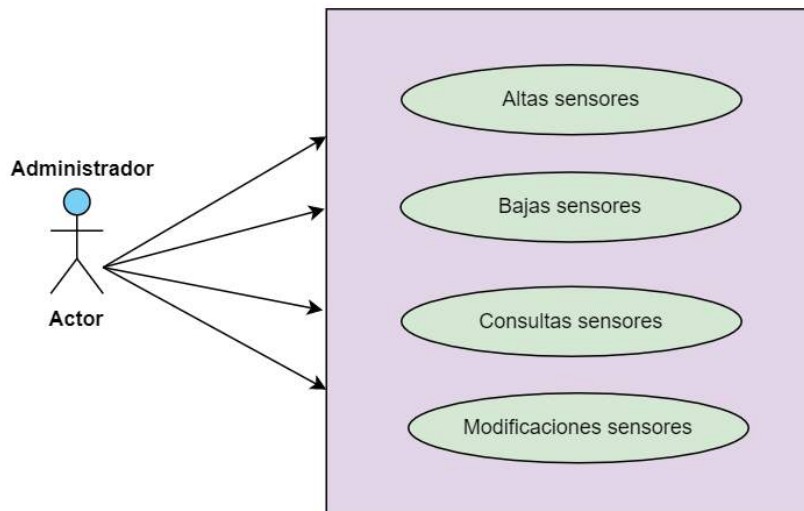 Altas sensores
Administrador
Bajas sensores
Actor
Consultas sensores
Modificaciones sensores